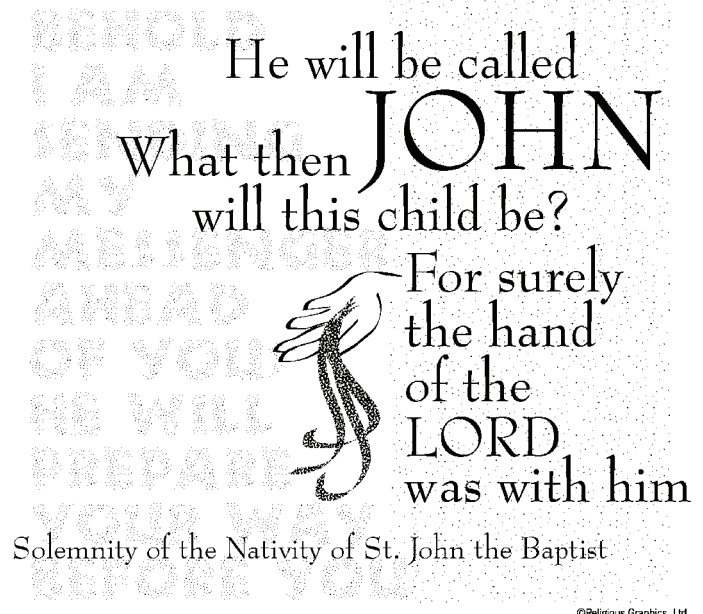 BEHOLD
I AM
SENDING
MY
MESSENGER
AHEAD
OF YOU
HE WILL
PREPARE
YOUR WAY
BEFORE YOU
He will be called
JOHN
What then
will this child be?
For surely
the hand
of the
LORD
was with him
Solemnity of the Nativity of St. John the Baptist
©Religious Graphics, Ltd.